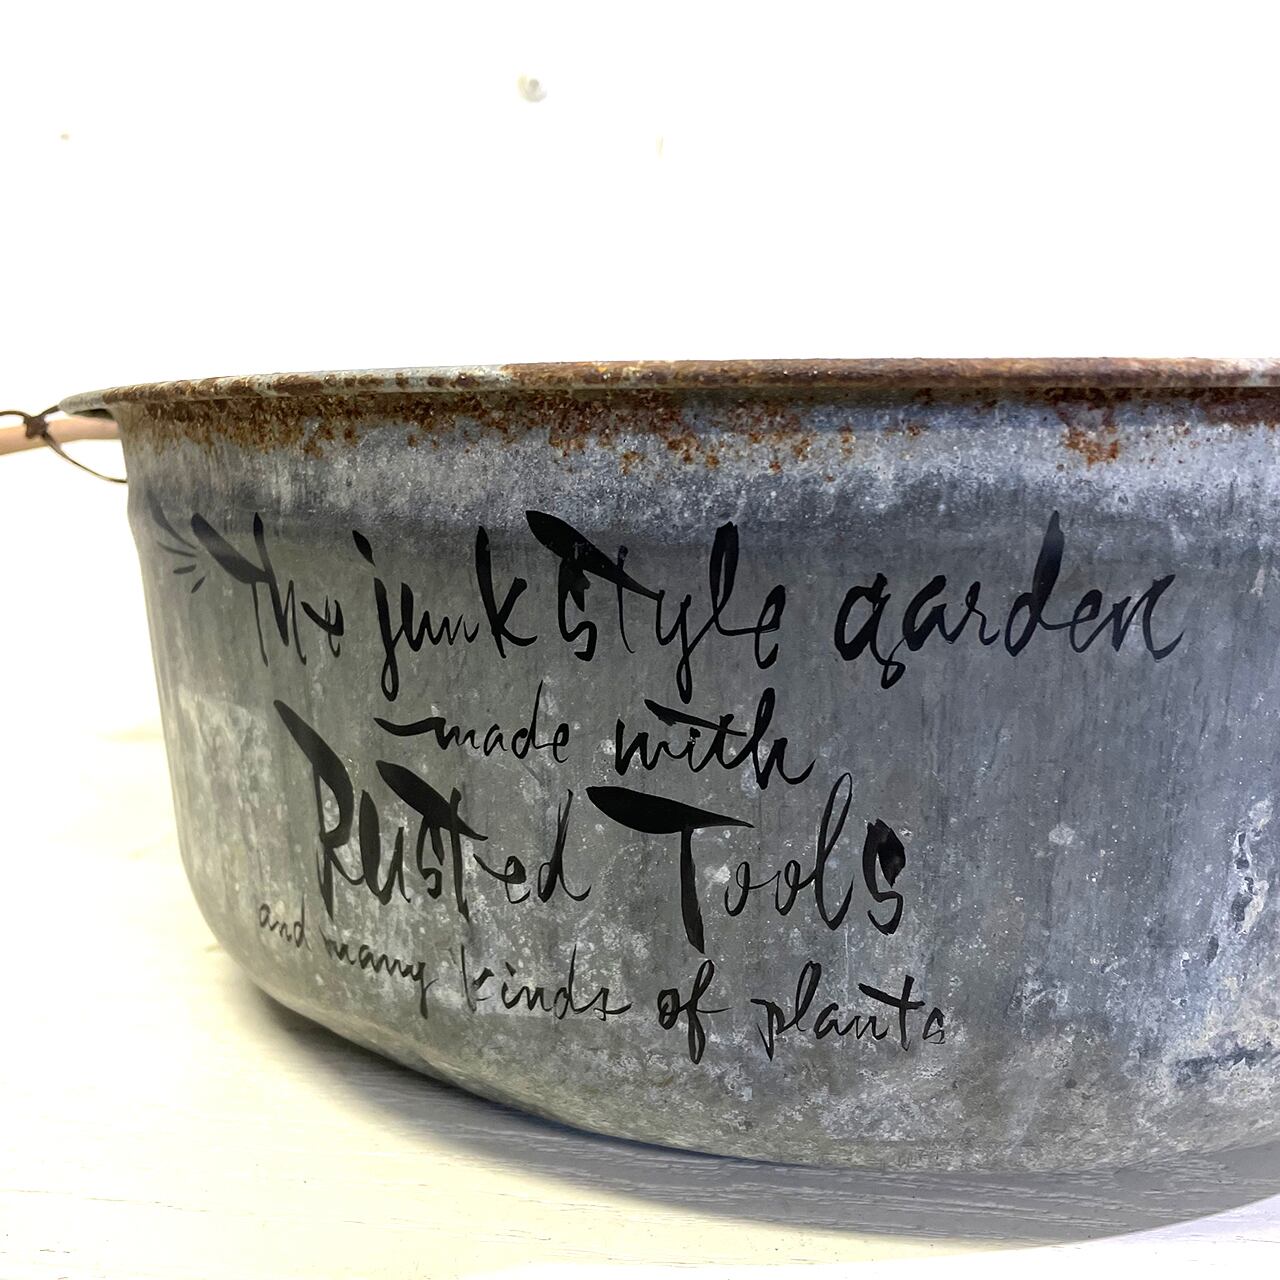 The junk style garden
made with
Rusted Tools
and many kinds of plants